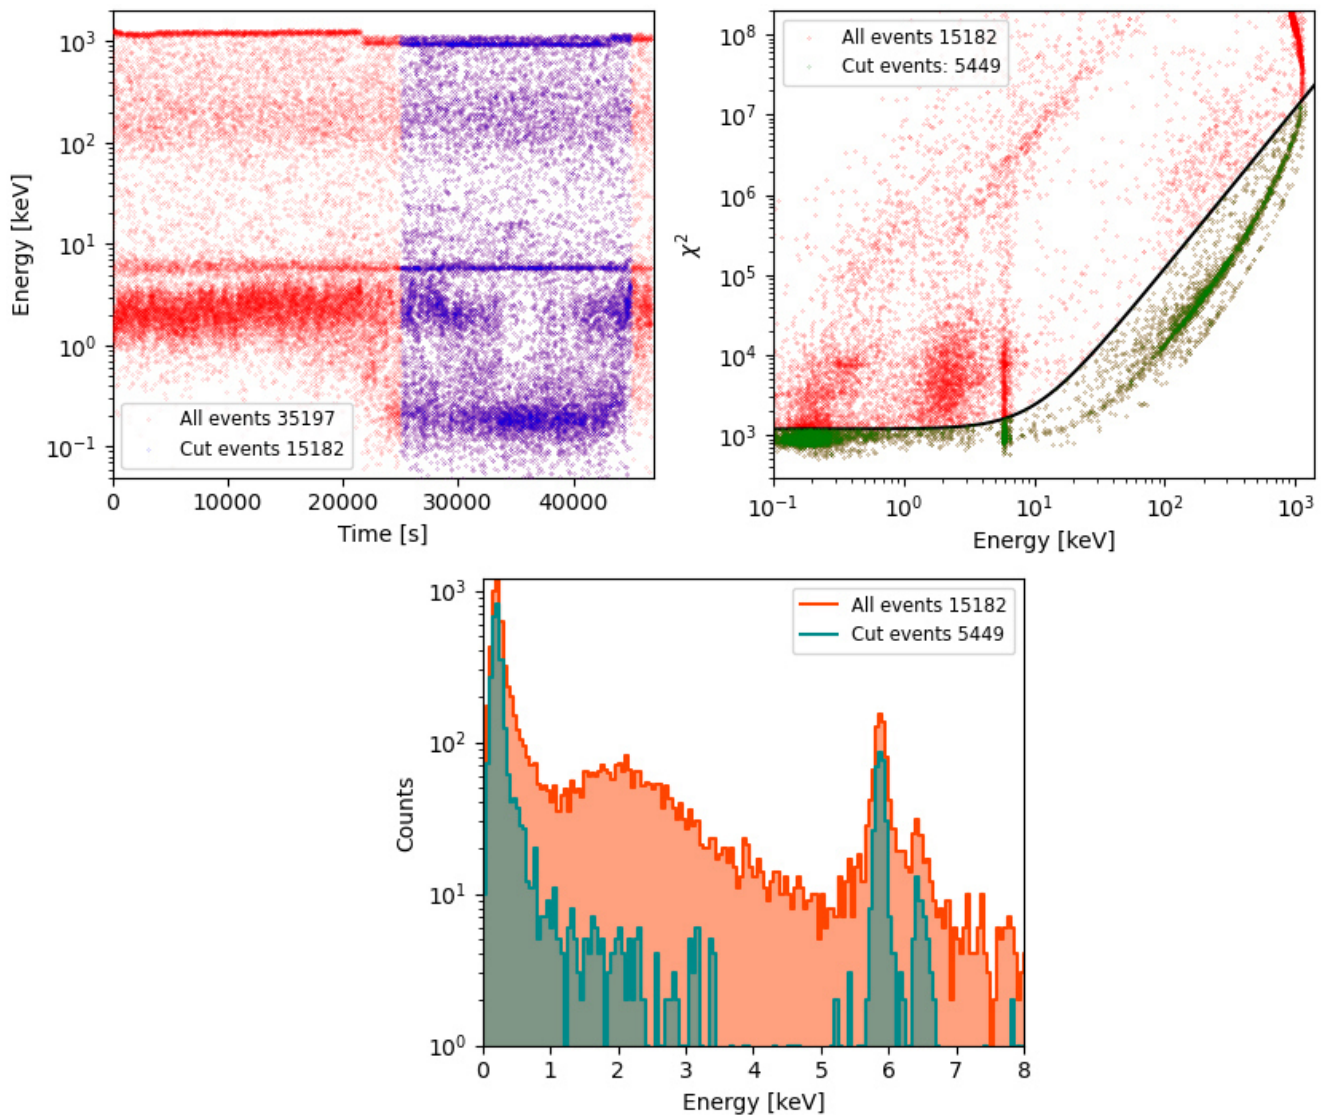 10³
10²
10¹
10⁰
10⁻¹
Energy [keV]
All events 35197
Cut events 15182
0 10000 20000 30000 40000
Time [s]
10⁸
10⁷
10⁶
10⁵
10⁴
10³
χ²
All events 15182
Cut events: 5449
10⁻¹ 10⁰ 10¹ 10² 10³
Energy [keV]
10³
10²
10¹
10⁰
Counts
All events 15182
Cut events 5449
0 1 2 3 4 5 6 7 8
Energy [keV]